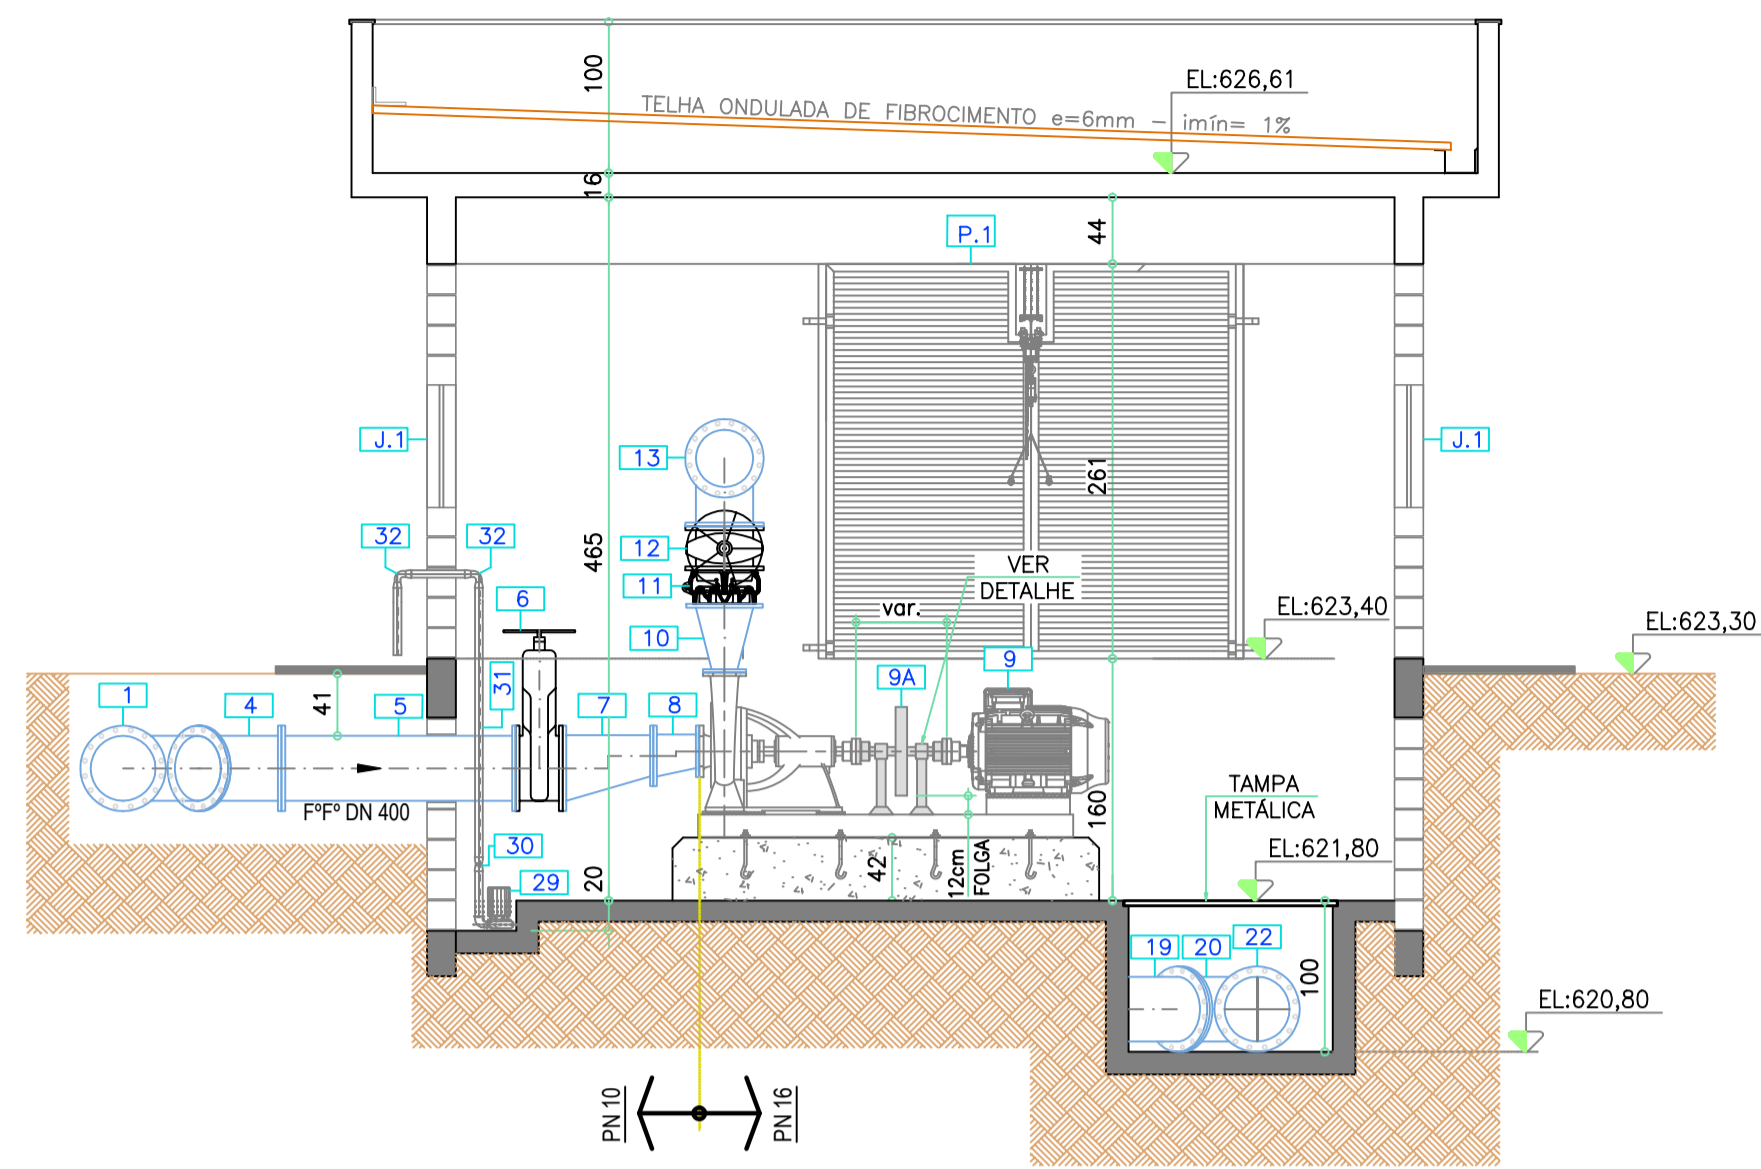 100
EL:626,61
TELHA ONDULADA DE FIBROCIMENTO e=6mm - imín= 1%
16
44
P.1
J.1
J.1
13
261
465
32
32
12
VER
DETALHE
11
6
var.
EL:623,40
EL:623,30
10
9
31
9A
1
41
4
5
7
8
F°F° DN 400
TAMPA
METÁLICA
160
30
29
20
42
12cm
FOLGA
EL:621,80
19
20
22
100
EL:620,80
PN 10
PN 16